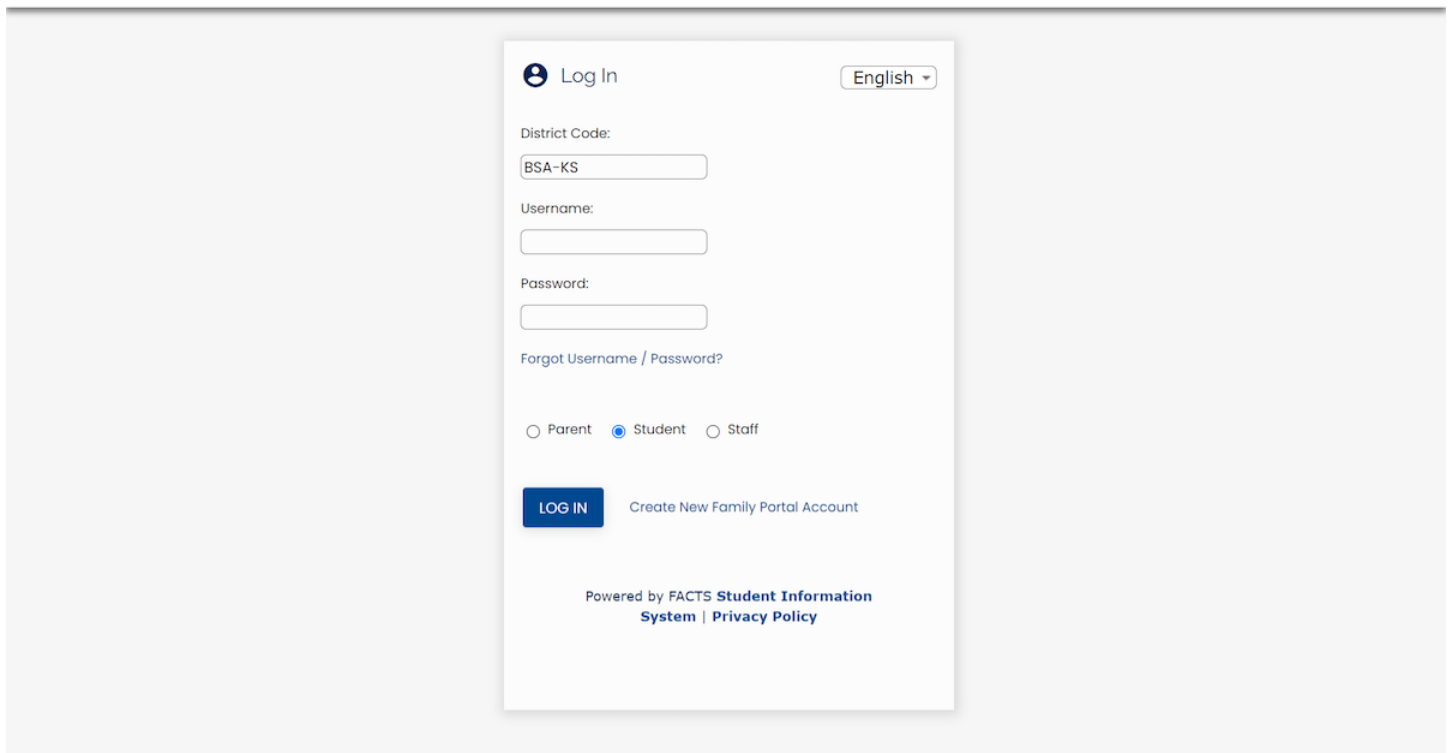 Log In
English
District Code:
BSA-KS
Username:
Password:
Forgot Username / Password?
Parent Student Staff
LOG IN Create New Family Portal Account
Powered by FACTS Student Information
System | Privacy Policy